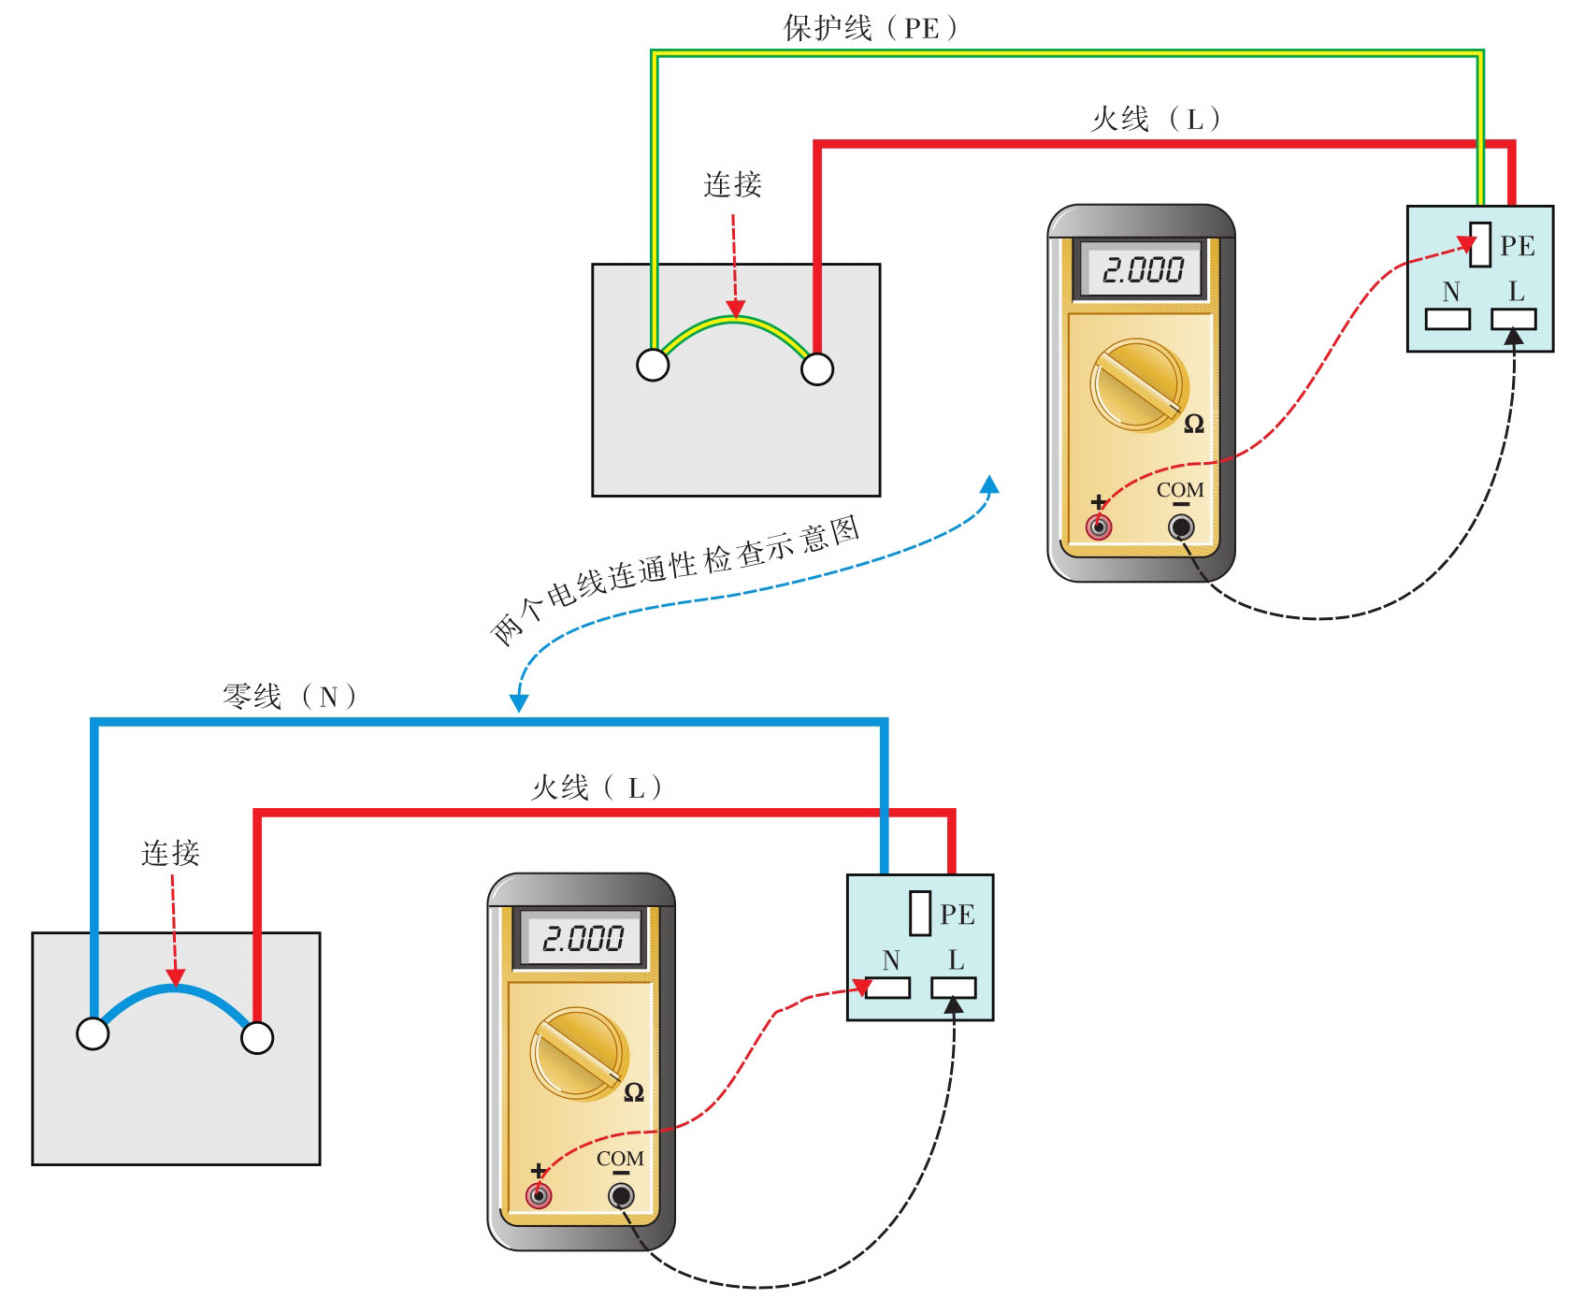 保护线（PE）
火线（L）
连接
2.000
PE
N L
Ω
+
COM
−
两个电线连通性检查示意图
零线（N）
火线（L）
连接
2.000
PE
N L
Ω
+
COM
−